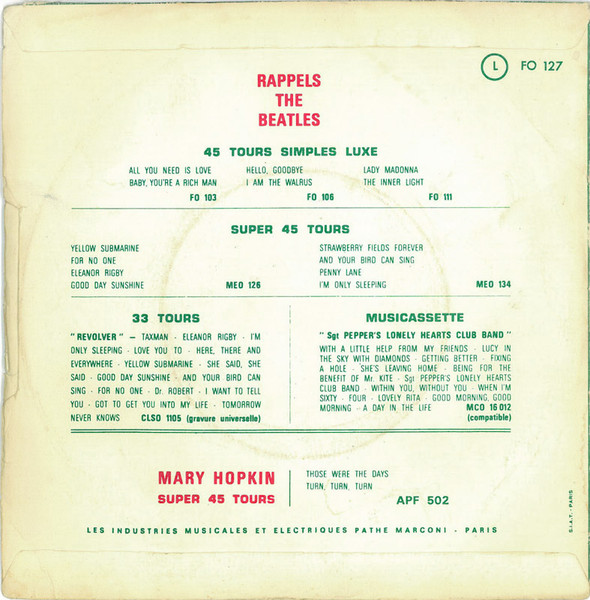 L FO 127
RAPPELS
THE
BEATLES
45 TOURS SIMPLES LUXE
ALL YOU NEED IS LOVE
BABY, YOU'RE A RICH MAN
FO 103
HELLO, GOODBYE
I AM THE WALRUS
FO 106
LADY MADONNA
THE INNER LIGHT
FO 111
SUPER 45 TOURS
YELLOW SUBMARINE
FOR NO ONE
ELEANOR RIGBY
GOOD DAY SUNSHINE MEO 126
STRAWBERRY FIELDS FOREVER
AND YOUR BIRD CAN SING
PENNY LANE
I'M ONLY SLEEPING MEO 134
33 TOURS
"REVOLVER" - TAXMAN - ELEANOR RIGBY - I'M
ONLY SLEEPING - LOVE YOU TO - HERE, THERE AND
EVERYWHERE - YELLOW SUBMARINE - SHE SAID, SHE
SAID - GOOD DAY SUNSHINE - AND YOUR BIRD CAN
SING - FOR NO ONE - Dr. ROBERT - I WANT TO TELL
YOU - GOT TO GET YOU INTO MY LIFE - TOMORROW
NEVER KNOWS CLSO 1105 (gravure universelle)
MUSICASSETTE
"Sgt PEPPER'S LONELY HEARTS CLUB BAND"
WITH A LITTLE HELP FROM MY FRIENDS - LUCY IN
THE SKY WITH DIAMONDS - GETTING BETTER - FIXING
A HOLE - SHE'S LEAVING HOME - BEING FOR THE
BENEFIT OF Mr. KITE - Sgt PEPPER'S LONELY HEARTS
CLUB BAND - WITHIN YOU, WITHOUT YOU - WHEN I'M
SIXTY - FOUR - LOVELY RITA - GOOD MORNING, GOOD
MORNING - A DAY IN THE LIFE MCO 16 012
(compatible)
MARY HOPKIN
SUPER 45 TOURS
THOSE WERE THE DAYS
TURN, TURN, TURN
APF 502
LES INDUSTRIES MUSICALES ET ELECTRIQUES PATHE MARCONI - PARIS
S.I.A.T. - PARIS